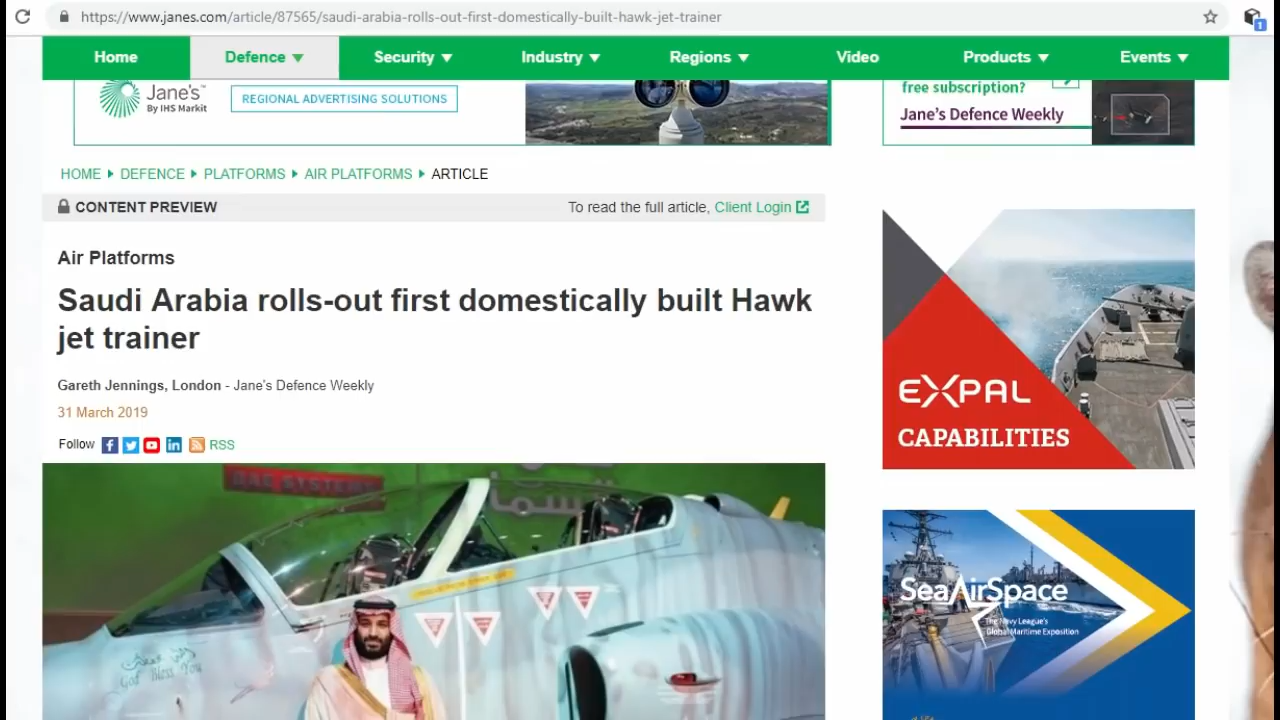 https://www.janes.com/article/87565/saudi-arabia-rolls-out-first-domestically-built-hawk-jet-trainer
1
Home
Defence
Security
Industry
Regions
Video
Products
Events
Jane's™
By IHS Markit
REGIONAL ADVERTISING SOLUTIONS
free subscription?
Jane's Defence Weekly
HOME
DEFENCE
PLATFORMS
AIR PLATFORMS
ARTICLE
CONTENT PREVIEW
To read the full article, Client Login
Air Platforms
Saudi Arabia rolls-out first domestically built Hawk
jet trainer
Gareth Jennings, London - Jane's Defence Weekly
31 March 2019
Follow
RSS
BAE SYSTEMS
God Bless You
EXPAL
CAPABILITIES
SeaAirSpace
The Navy League's
Global Maritime Exposition